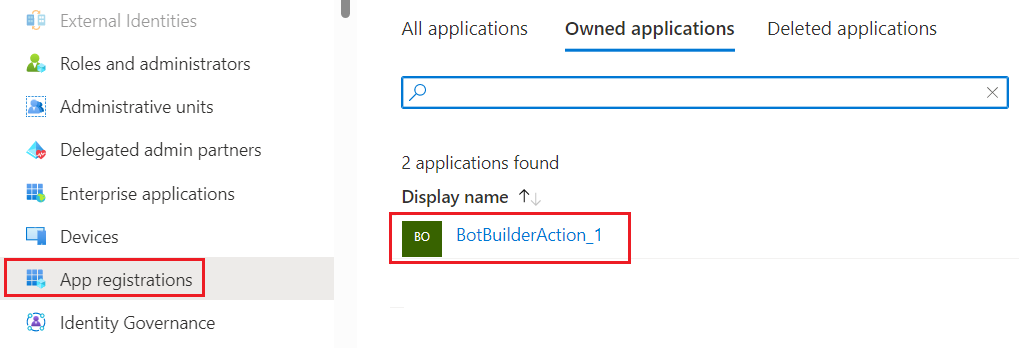 External Identities
Roles and administrators
Administrative units
Delegated admin partners
Enterprise applications
Devices
App registrations
Identity Governance
All applications
Owned applications
Deleted applications
2 applications found
Display name
BO
BotBuilderAction_1